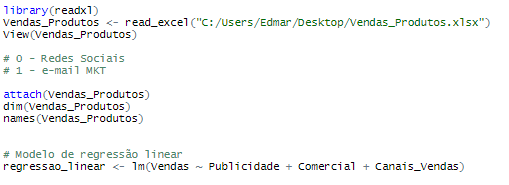 library(readxl)
Vendas_Produtos <- read_excel("C:/Users/Edmar/Desktop/Vendas_Produtos.xlsx")
View(Vendas_Produtos)
# 0 - Redes Sociais
# 1 - e-mail MKT
attach(Vendas_Produtos)
dim(Vendas_Produtos)
names(Vendas_Produtos)
# Modelo de regressão linear
regressao_linear <- lm(Vendas ~ Publicidade + Comercial + Canais_Vendas)